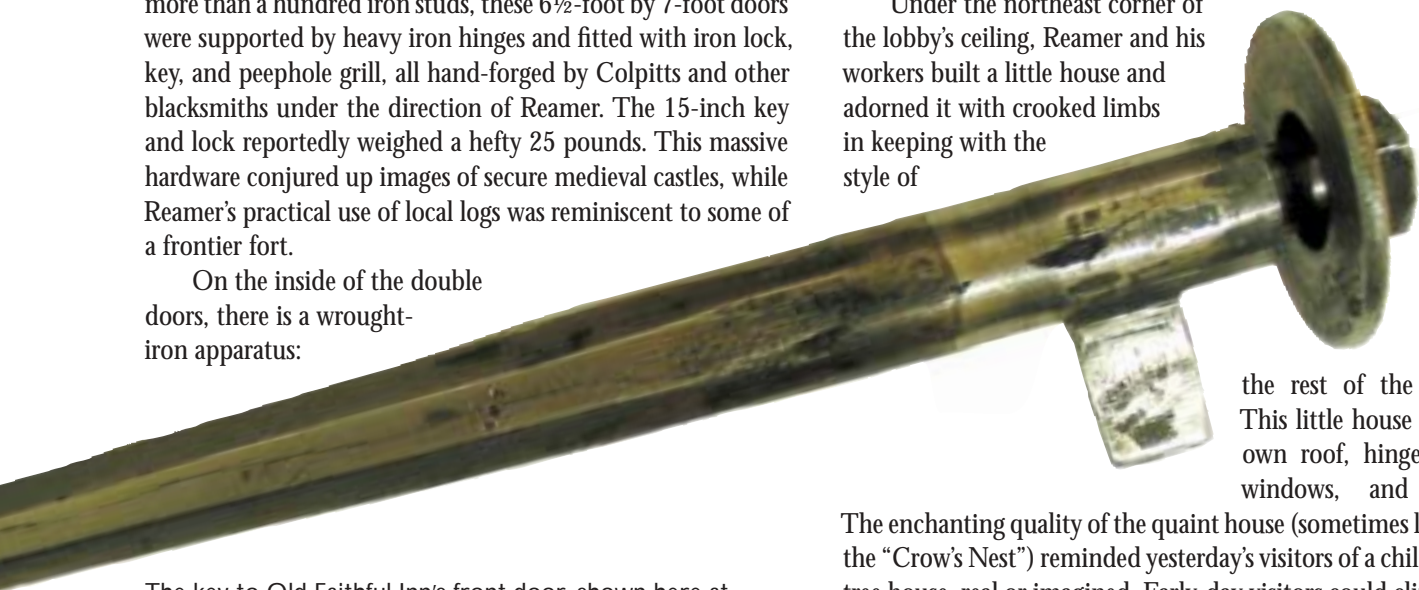 more than a hundred iron studs, these 6½-foot by 7-foot doors
were supported by heavy iron hinges and fitted with iron lock,
key, and peephole grill, all hand-forged by Colpitts and other
blacksmiths under the direction of Reamer. The 15-inch key
and lock reportedly weighed a hefty 25 pounds. This massive
hardware conjured up images of secure medieval castles, while
Reamer's practical use of local logs was reminiscent to some of
a frontier fort.
On the inside of the double
doors, there is a wrought-
iron apparatus:
The key to Old Faithful Inn's front door, shown here at
Under the northeast corner of
the lobby's ceiling, Reamer and his
workers built a little house and
adorned it with crooked limbs
in keeping with the
style of
the rest of the
This little house
own roof, hinge
windows, and
The enchanting quality of the quaint house (sometimes
the “Crow's Nest”) reminded yesterday's visitors of a
tree house, real or imagined. Early-day visitors could